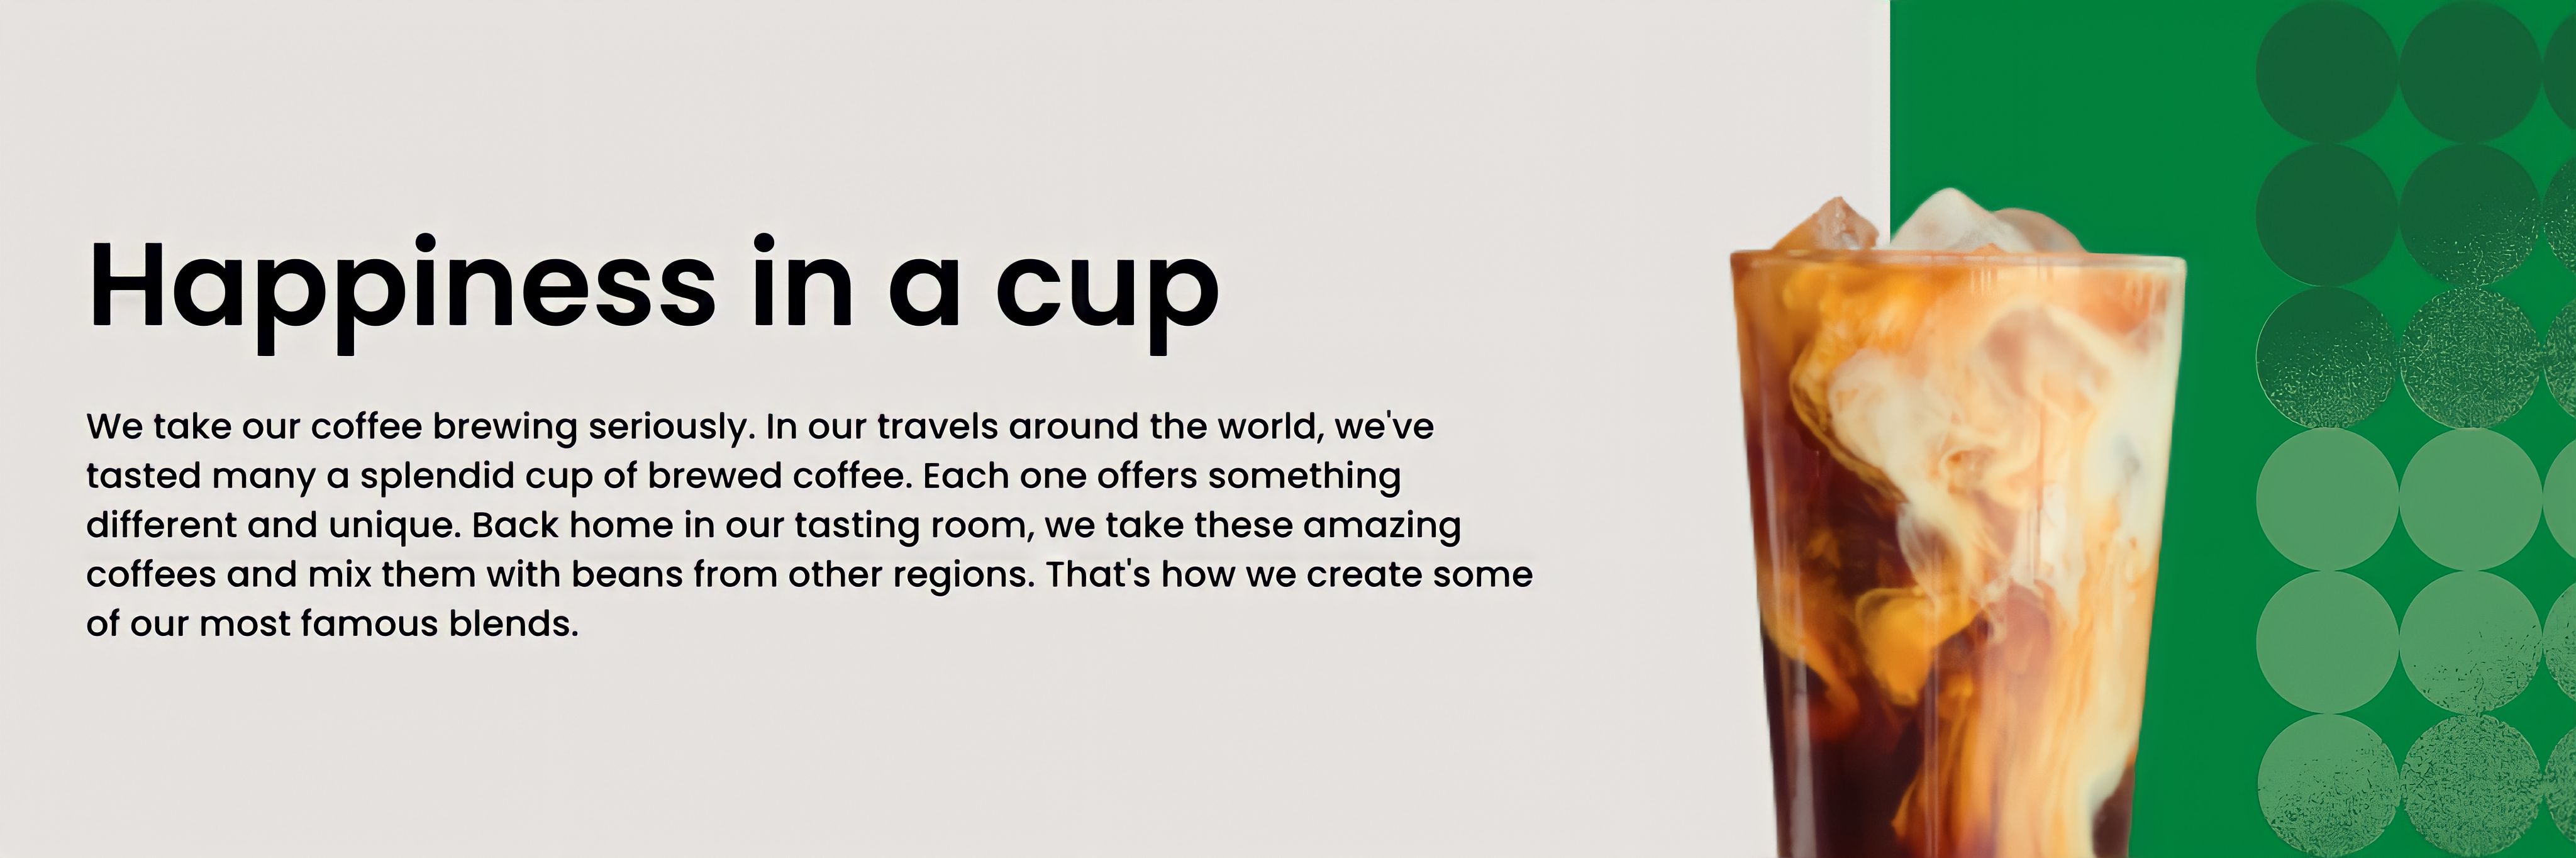 Happiness in a cup
We take our coffee brewing seriously. In our travels around the world, we've
tasted many a splendid cup of brewed coffee. Each one offers something
different and unique. Back home in our tasting room, we take these amazing
coffees and mix them with beans from other regions. That's how we create some
of our most famous blends.